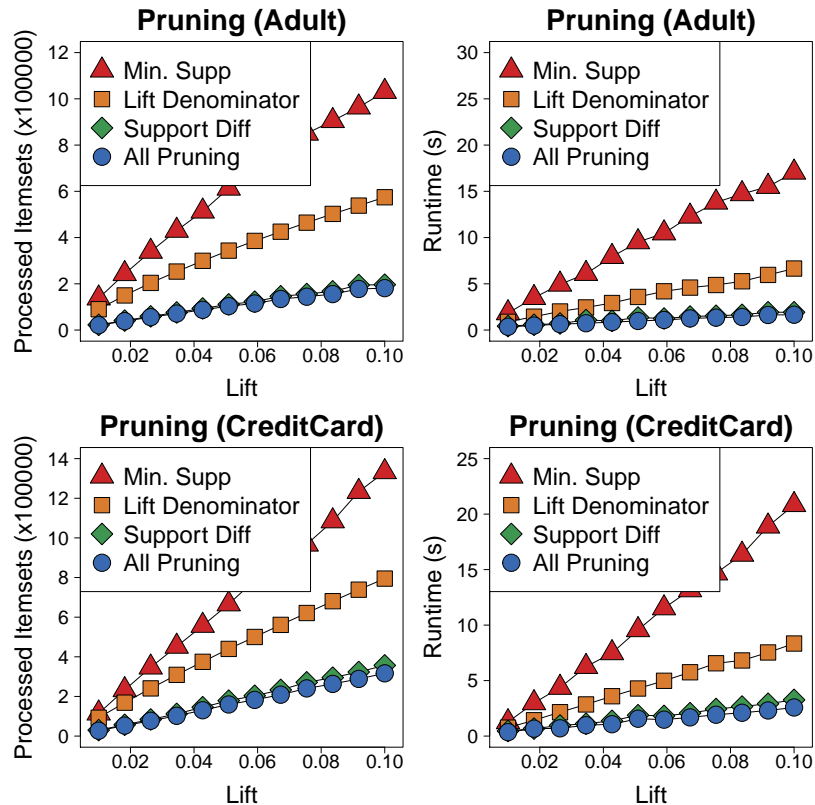 Pruning (Adult)
Processed Itemsets (x100000)
12
10
8
6
4
2
0
Min. Supp
Lift Denominator
Support Diff
All Pruning
0.02 0.04 0.06 0.08 0.10
Lift
Pruning (Adult)
Runtime (s)
30
25
20
15
10
5
0
Min. Supp
Lift Denominator
Support Diff
All Pruning
0.02 0.04 0.06 0.08 0.10
Lift
Pruning (CreditCard)
Processed Itemsets (x100000)
14
12
10
8
6
4
2
0
Min. Supp
Lift Denominator
Support Diff
All Pruning
0.02 0.04 0.06 0.08 0.10
Lift
Pruning (CreditCard)
Runtime (s)
25
20
15
10
5
0
Min. Supp
Lift Denominator
Support Diff
All Pruning
0.02 0.04 0.06 0.08 0.10
Lift